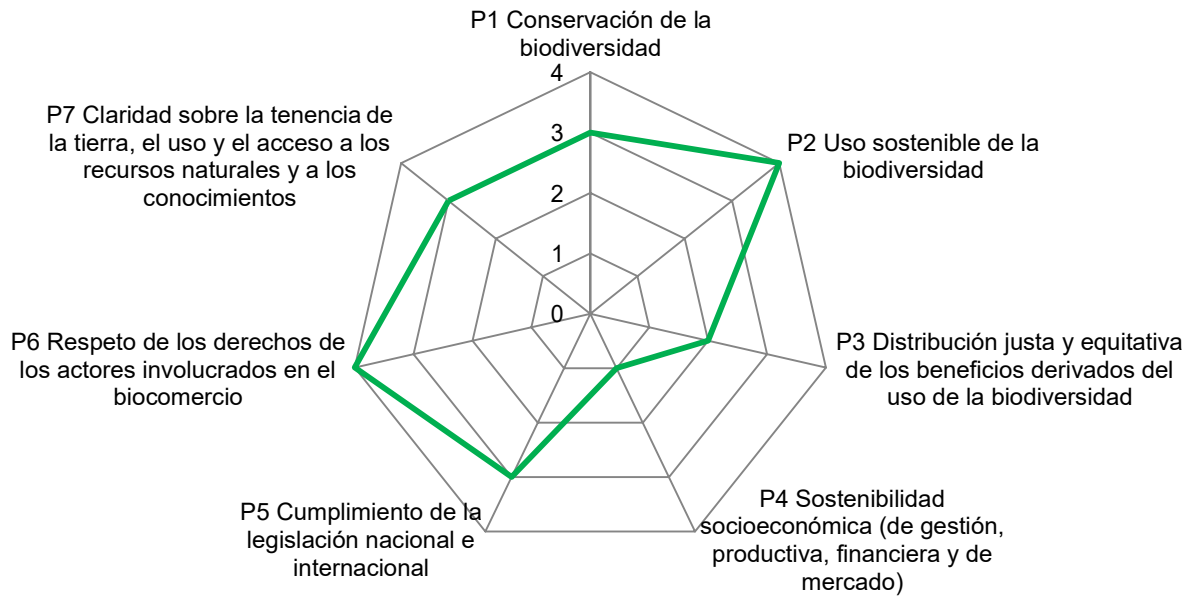 P1 Conservación de la
biodiversidad
4
3
2
1
0
P2 Uso sostenible de la
biodiversidad
P3 Distribución justa y equitativa
de los beneficios derivados del
uso de la biodiversidad
P4 Sostenibilidad
socioeconómica (de gestión,
productiva, financiera y de
mercado)
P5 Cumplimiento de la
legislación nacional e
internacional
P6 Respeto de los derechos de
los actores involucrados en el
biocomercio
P7 Claridad sobre la tenencia de
la tierra, el uso y el acceso a los
recursos naturales y a los
conocimientos